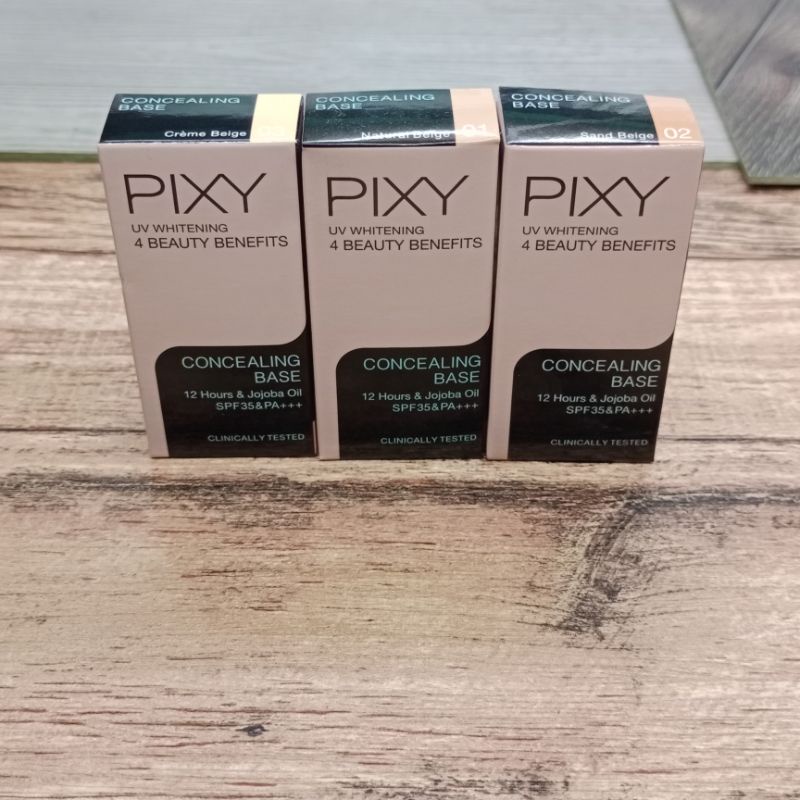 CONCEALING
BASE
Crème Beige 03
PIXY
UV WHITENING
4 BEAUTY BENEFITS
CONCEALING
BASE
12 Hours & Jojoba Oil
SPF35&PA+++
CLINICALLY TESTED
CONCEALING
BASE
Natural Beige 01
PIXY
UV WHITENING
4 BEAUTY BENEFITS
CONCEALING
BASE
12 Hours & Jojoba Oil
SPF35&PA+++
CLINICALLY TESTED
CONCEALING
BASE
Sand Beige 02
PIXY
UV WHITENING
4 BEAUTY BENEFITS
CONCEALING
BASE
12 Hours & Jojoba Oil
SPF35&PA+++
CLINICALLY TESTED